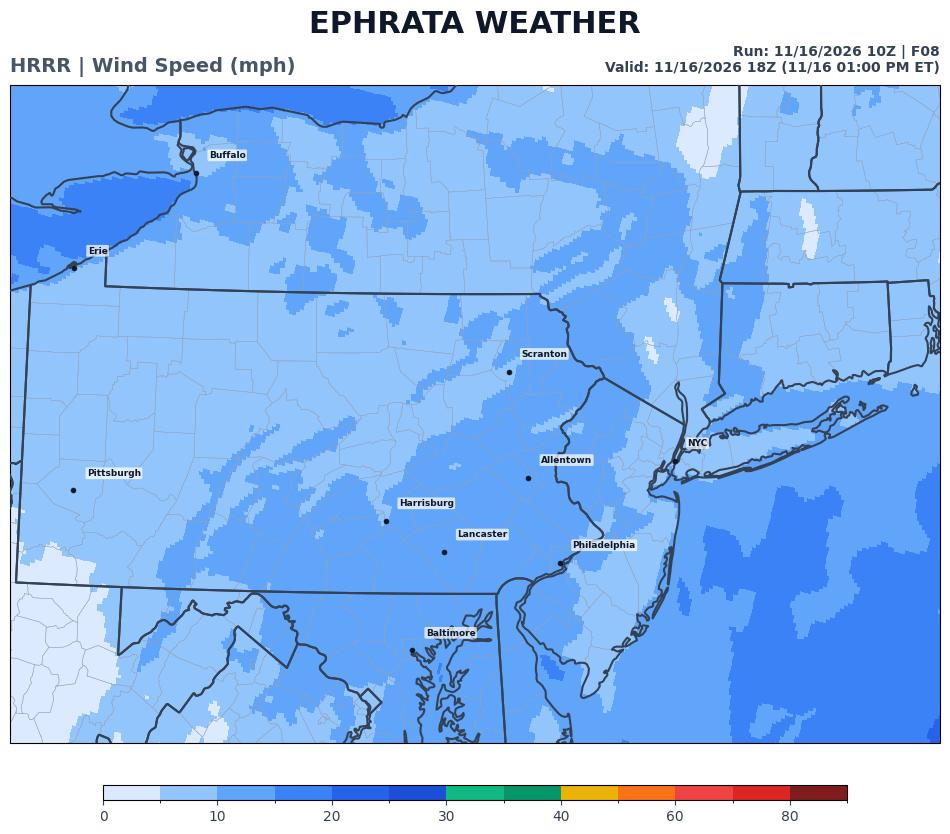 EPHRATA WEATHER
Run: 11/16/2026 10Z | F08
HRRR | Wind Speed (mph)
Valid: 11/16/2026 18Z (11/16 01:00 PM ET)
Buffalo
Erie
Scranton
NYC
Allentown
Pittsburgh
Harrisburg
Lancaster
Philadelphia
Baltimore
0 10 20 30 40 60 80